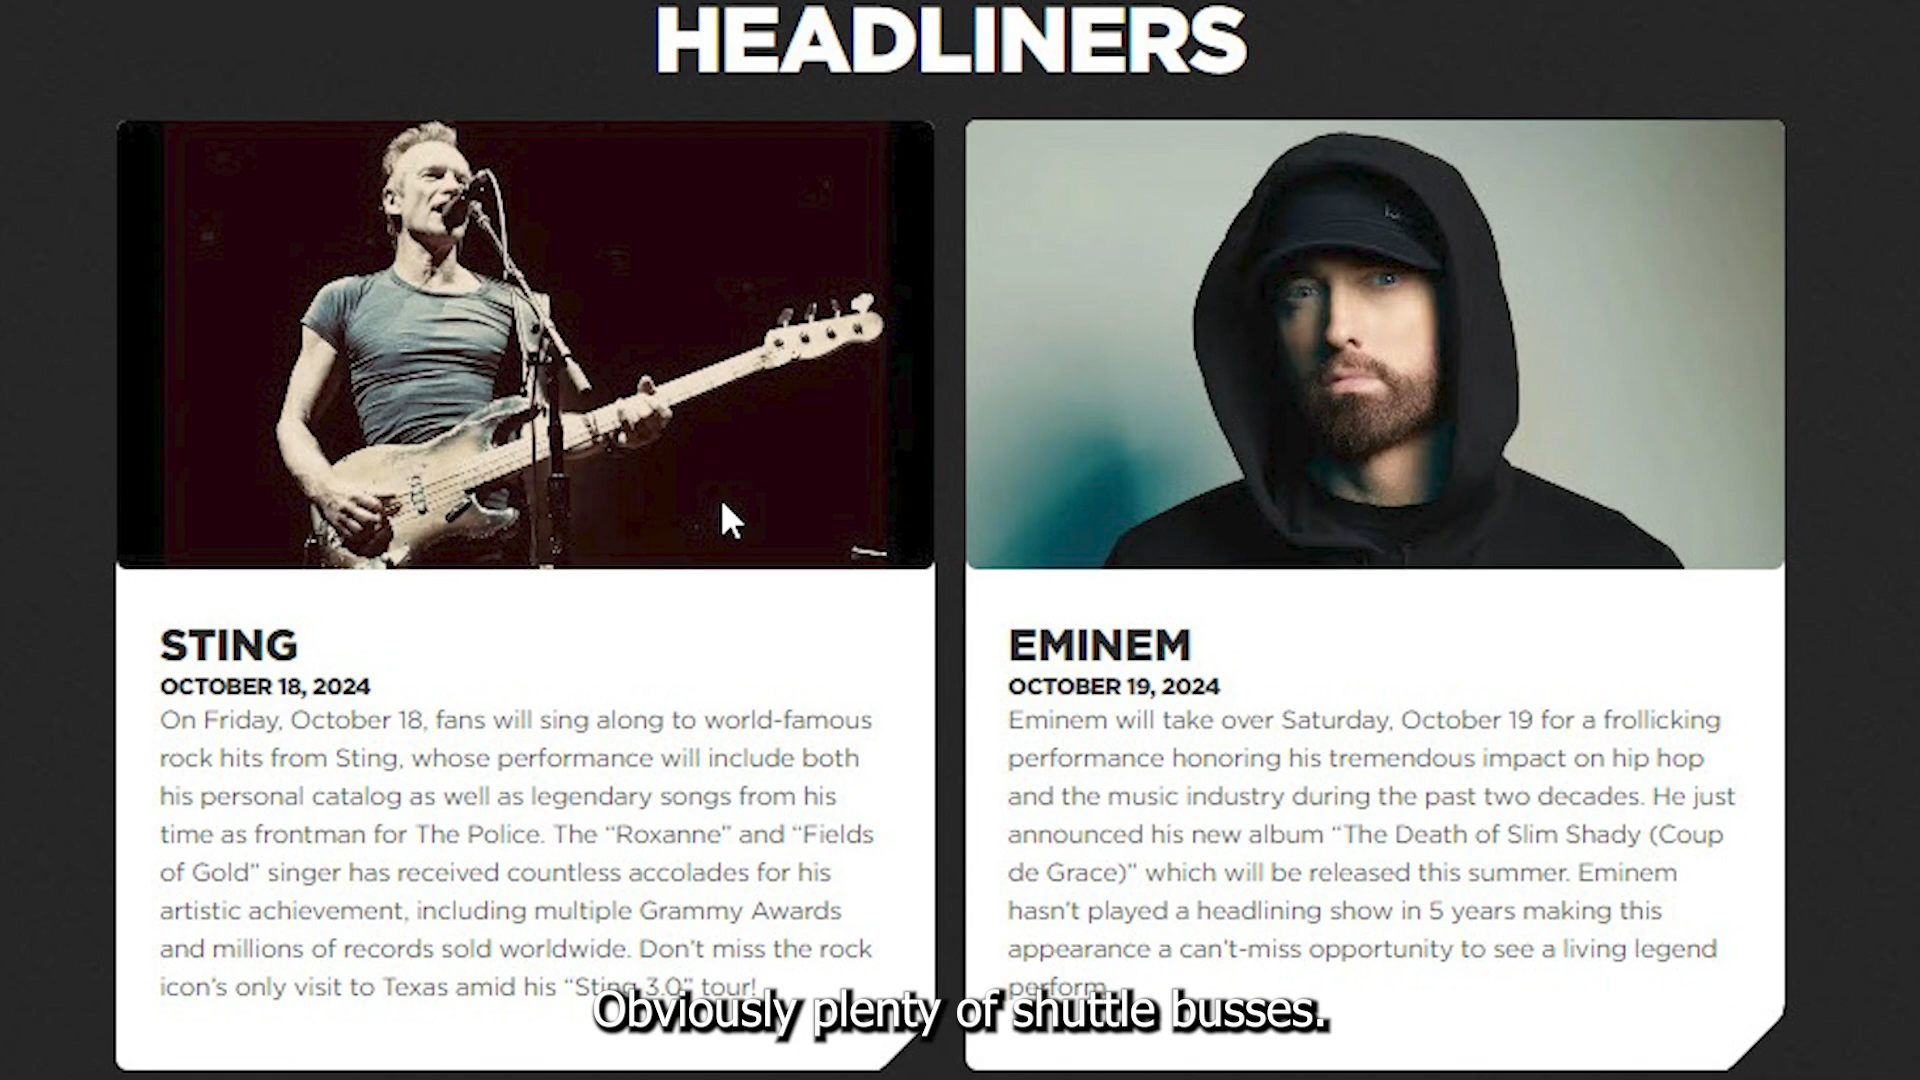 HEADLINERS
STING
OCTOBER 18, 2024
On Friday, October 18, fans will sing along to world-famous
rock hits from Sting, whose performance will include both
his personal catalog as well as legendary songs from his
time as frontman for The Police. The “Roxanne” and “Fields
of Gold” singer has received countless accolades for his
artistic achievement, including multiple Grammy Awards
and millions of records sold worldwide. Don’t miss the rock
icon’s only visit to Texas amid his “Sting 3.0” tour!
EMINEM
OCTOBER 19, 2024
Eminem will take over Saturday, October 19 for a frollicking
performance honoring his tremendous impact on hip hop
and the music industry during the past two decades. He just
announced his new album “The Death of Slim Shady (Coup
de Grace)” which will be released this summer. Eminem
hasn’t played a headlining show in 5 years making this
appearance a can’t-miss opportunity to see a living legend
perform.
Obviously plenty of shuttle busses.